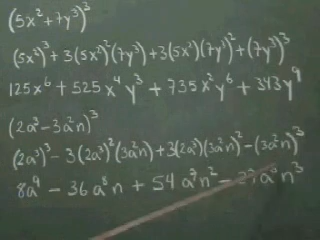 (5x²+7y³)³
(5x²)³+3(5x²)²(7y³)+3(5x²)(7y³)²+(7y³)³
125x⁶+525x⁴y³+735x²y⁶+343y⁹
(2a³-3a²n)³
(2a³)³-3(2a³)²(3a²n)+3(2a³)(3a²n)²-(3a²n)³
8a⁹-36a⁸n+54a⁷n²-27a⁶n³